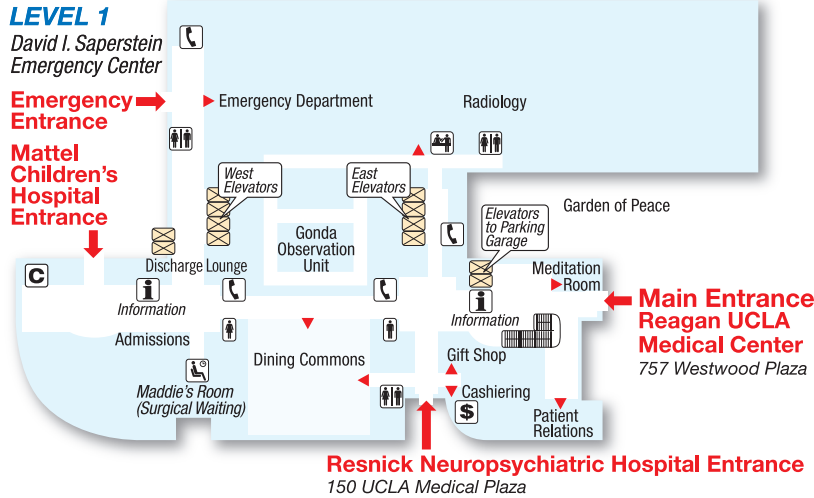 LEVEL 1
David I. Saperstein
Emergency Center
Emergency
Entrance
Emergency Department
Radiology
Mattel
Children's
Hospital
Entrance
West
Elevators
East
Elevators
Elevators
to Parking
Garage
Garden of Peace
Gonda
Observation
Unit
Discharge Lounge
Meditation
Room
C
i
Information
i
Information
Main Entrance
Reagan UCLA
Medical Center
757 Westwood Plaza
Admissions
Dining Commons
Gift Shop
Maddie's Room
(Surgical Waiting)
Cashiering
$
Patient
Relations
Resnick Neuropsychiatric Hospital Entrance
150 UCLA Medical Plaza